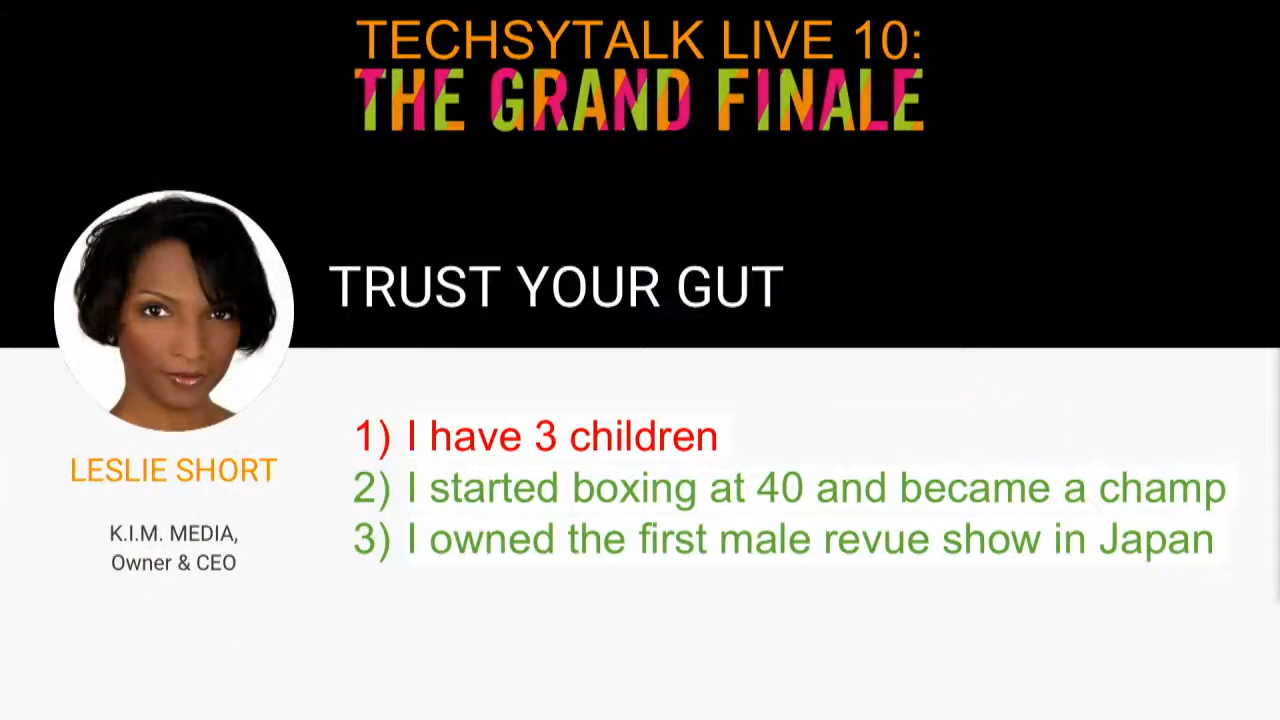 TECHSYTALK LIVE 10:
THE GRAND FINALE
TRUST YOUR GUT
LESLIE SHORT
K.I.M. MEDIA,
Owner & CEO
1) I have 3 children
2) I started boxing at 40 and became a champ
3) I owned the first male revue show in Japan